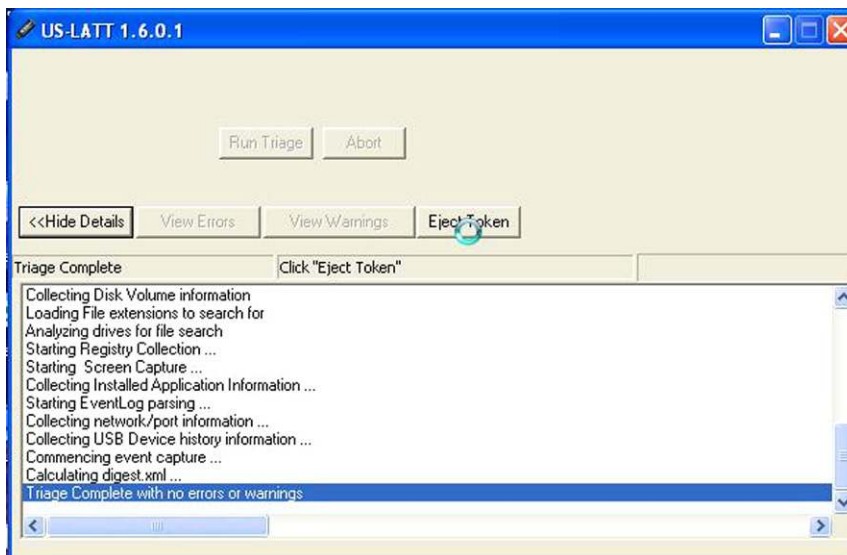 US-LATT 1.6.0.1
Run Triage Abort
<<Hide Details View Errors View Warnings Eject Token
Triage Complete Click "Eject Token"
Collecting Disk Volume information
Loading File extensions to search for
Analyzing drives for file search
Starting Registry Collection ...
Starting  Screen Capture ...
Collecting Installed Application Information ...
Starting EventLog parsing ...
Collecting network/port information ...
Collecting USB Device history information ...
Commencing event capture ...
Calculating digest.xml ...
Triage Complete with no errors or warnings